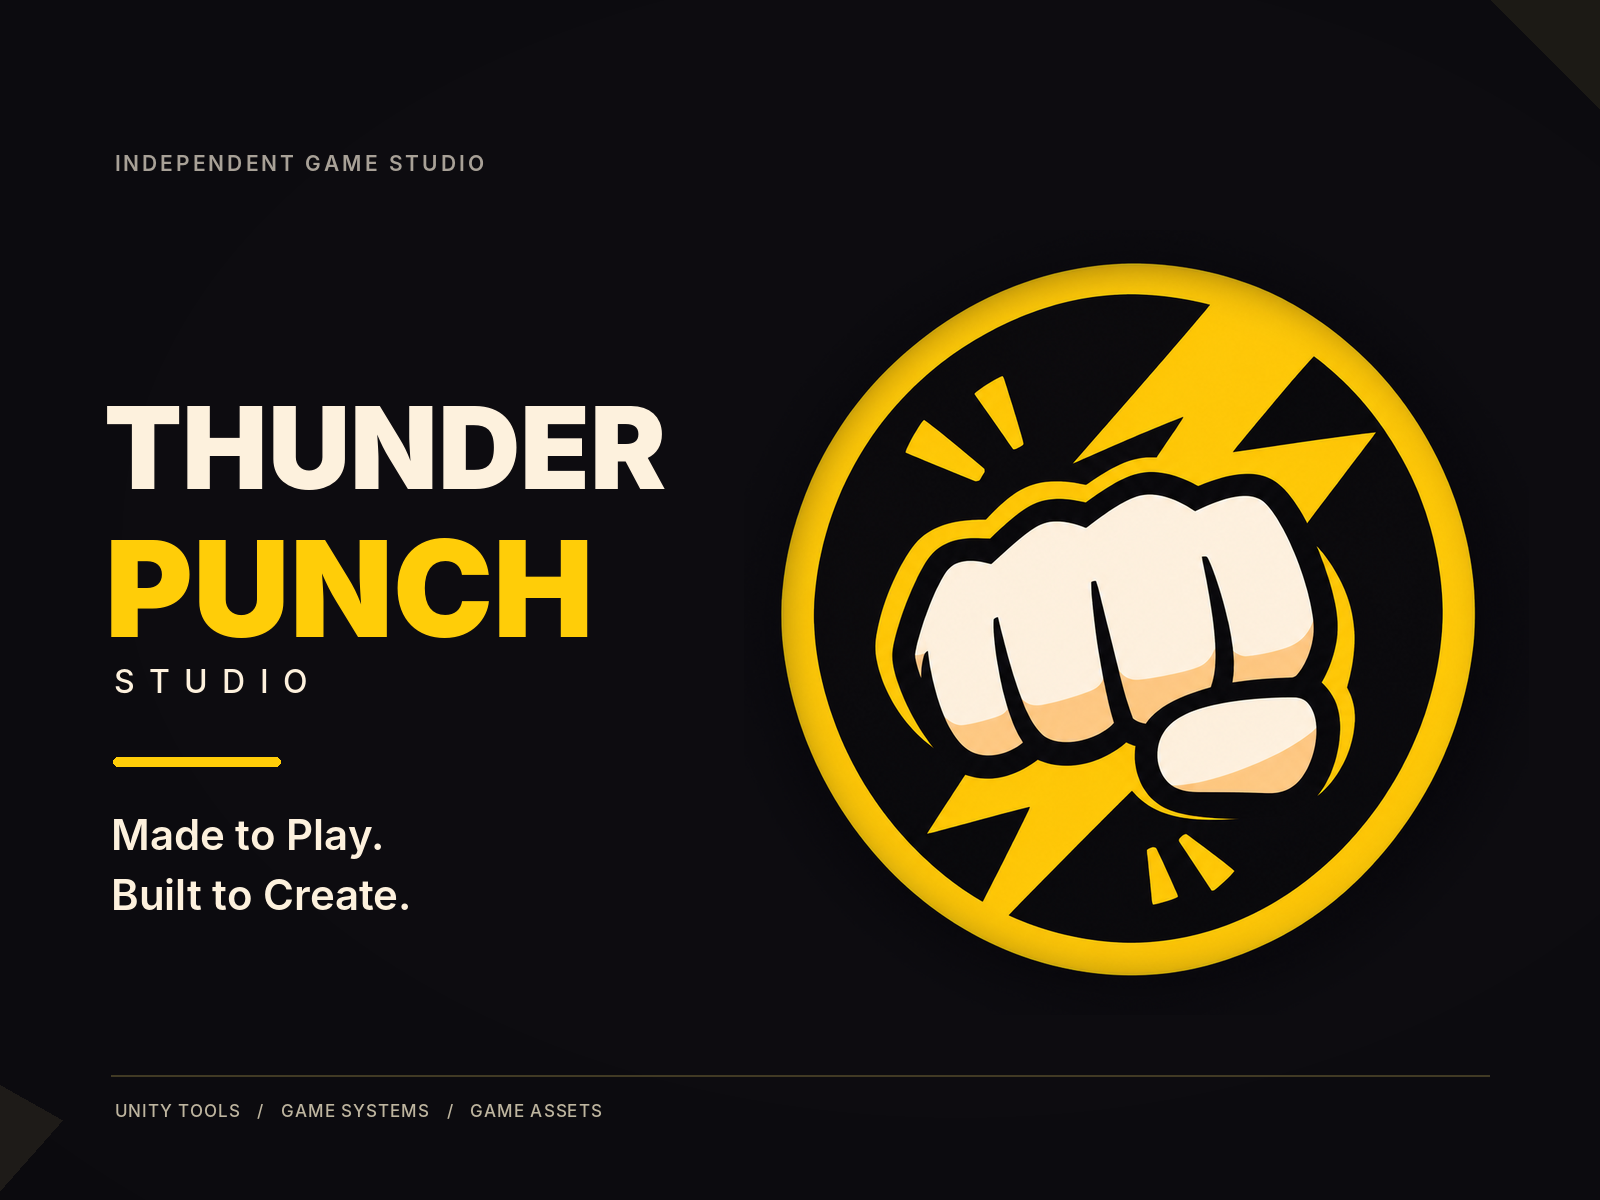 INDEPENDENT GAME STUDIO
THUNDER
PUNCH
STUDIO
Made to Play.
Built to Create.
UNITY TOOLS / GAME SYSTEMS / GAME ASSETS